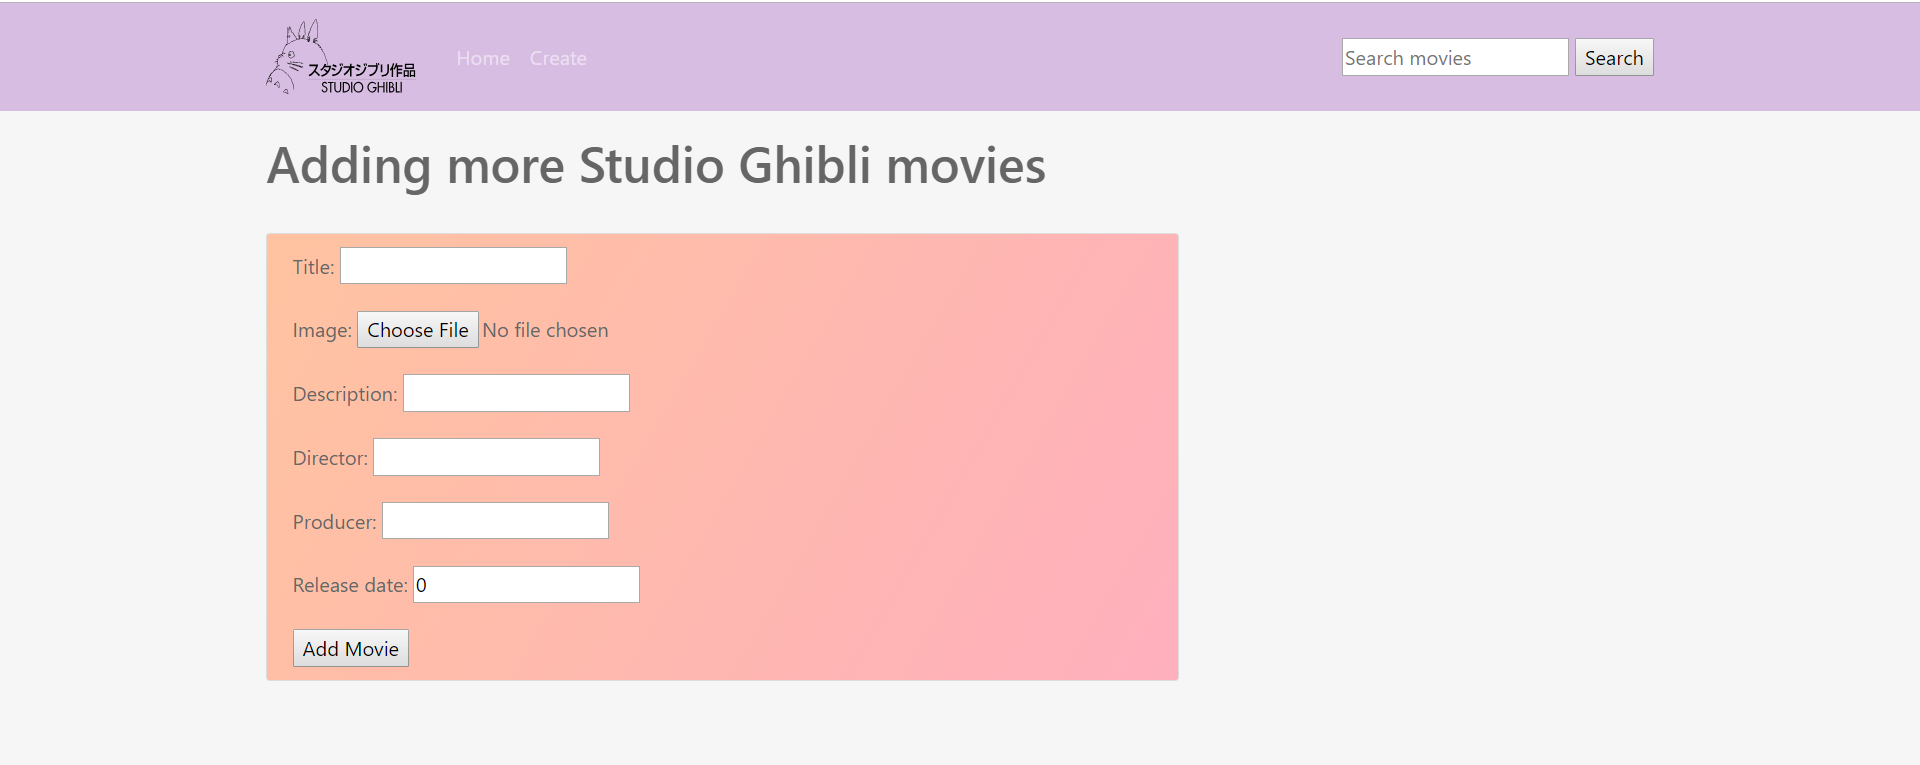 スタジオジブリ作品
STUDIO GHIBLI
Home Create
Search movies Search
Adding more Studio Ghibli movies
Title:
Image: Choose File No file chosen
Description:
Director:
Producer:
Release date: 0
Add Movie